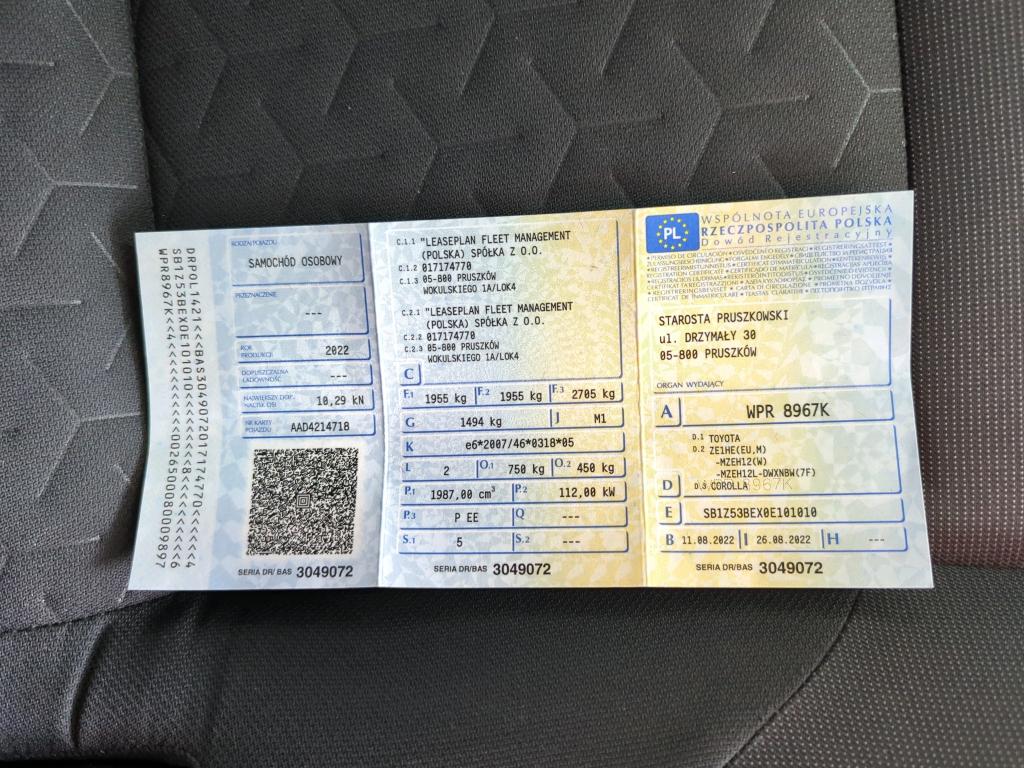 DRPOL1421<<1BAS304907201717470<<<<<<4
SB1Z53BEX0E101010<<<<<<8<<<<<<<<<<<6
WPR8967K<<4<<<<<<<<<<002650008009897
RODZAJ POJAZDU
SAMOCHÓD OSOBOWY
PRZEZNACZENIE
---
ROK PRODUKCJI
2022
DOPUSZCZALNA ŁADOWNOŚĆ
---
NAJWIĘKSZY DOP. NACISK OSI
10,29 kN
NR KARTY POJAZDU
AAD4214718
SERIA DR/BAS 3049072
C.1.1 "LEASEPLAN FLEET MANAGEMENT
(POLSKA) SPÓŁKA Z O.O.
C.1.2 017174770
C.1.3 05-800 PRUSZKÓW
WOKULSKIEGO 1A/LOK4
C.2.1 "LEASEPLAN FLEET MANAGEMENT
(POLSKA) SPÓŁKA Z O.O.
C.2.2 017174770
C.2.3 05-800 PRUSZKÓW
WOKULSKIEGO 1A/LOK4
C
F.1 1955 kg F.2 1955 kg F.3 2705 kg
G 1494 kg J M1
K e6*2007/46*0318*05
L 2 O.1 750 kg O.2 450 kg
P.1 1987,00 cm³ P.2 112,00 kW
P.3 P EE Q ---
S.1 5 S.2 ---
SERIA DR/BAS 3049072
PL
WSPÓLNOTA EUROPEJSKA
RZECZPOSPOLITA POLSKA
Dowód Rejestracyjny
STAROSTA PRUSZKOWSKI
ul. DRZYMAŁY 30
05-800 PRUSZKÓW
ORGAN WYDAJĄCY
A WPR 8967K
D.1 TOYOTA
D.2 ZE1HE(EU,M)
-MZEH12(W)
-MZEH12L-DWXNBW(7F)
D D.3 COROLLA
E SB1Z53BEX0E101010
B 11.08.2022 I 26.08.2022 H ---
SERIA DR/BAS 3049072